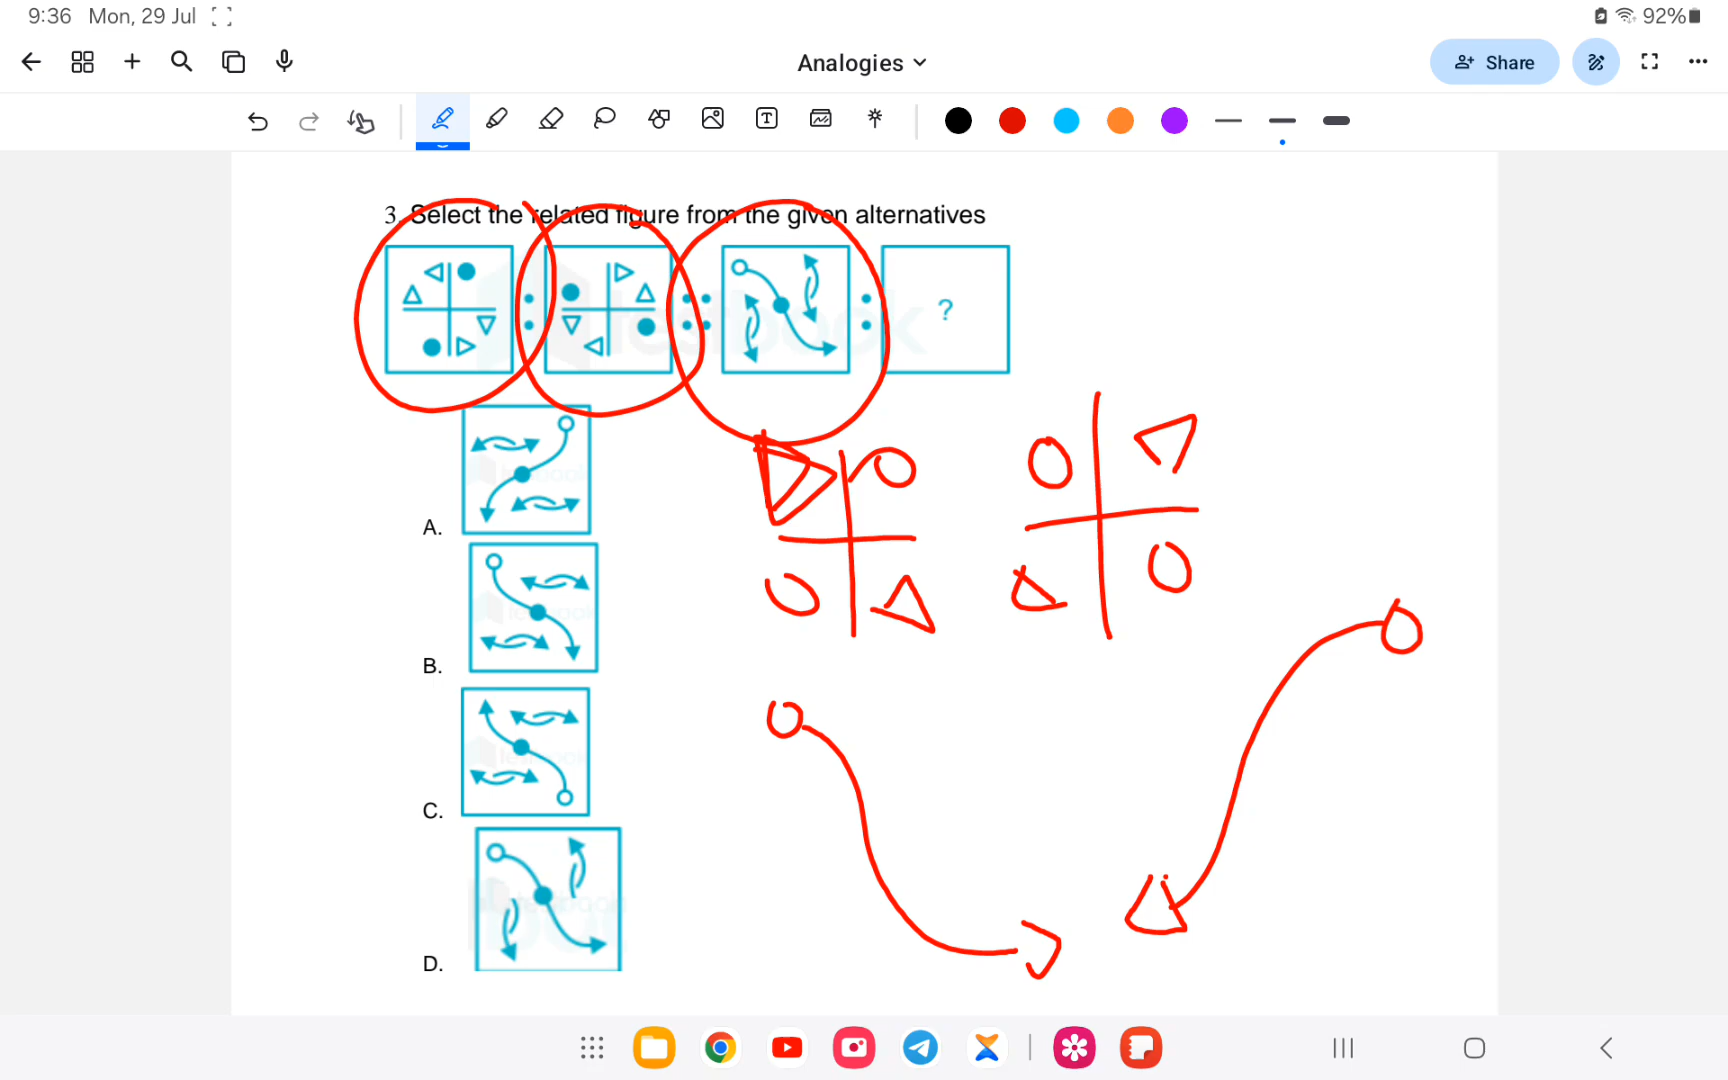 9:36 Mon, 29 Jul 92%
Analogies
Share
3. Select the related figure from the given alternatives
?
A.
B.
C.
D.